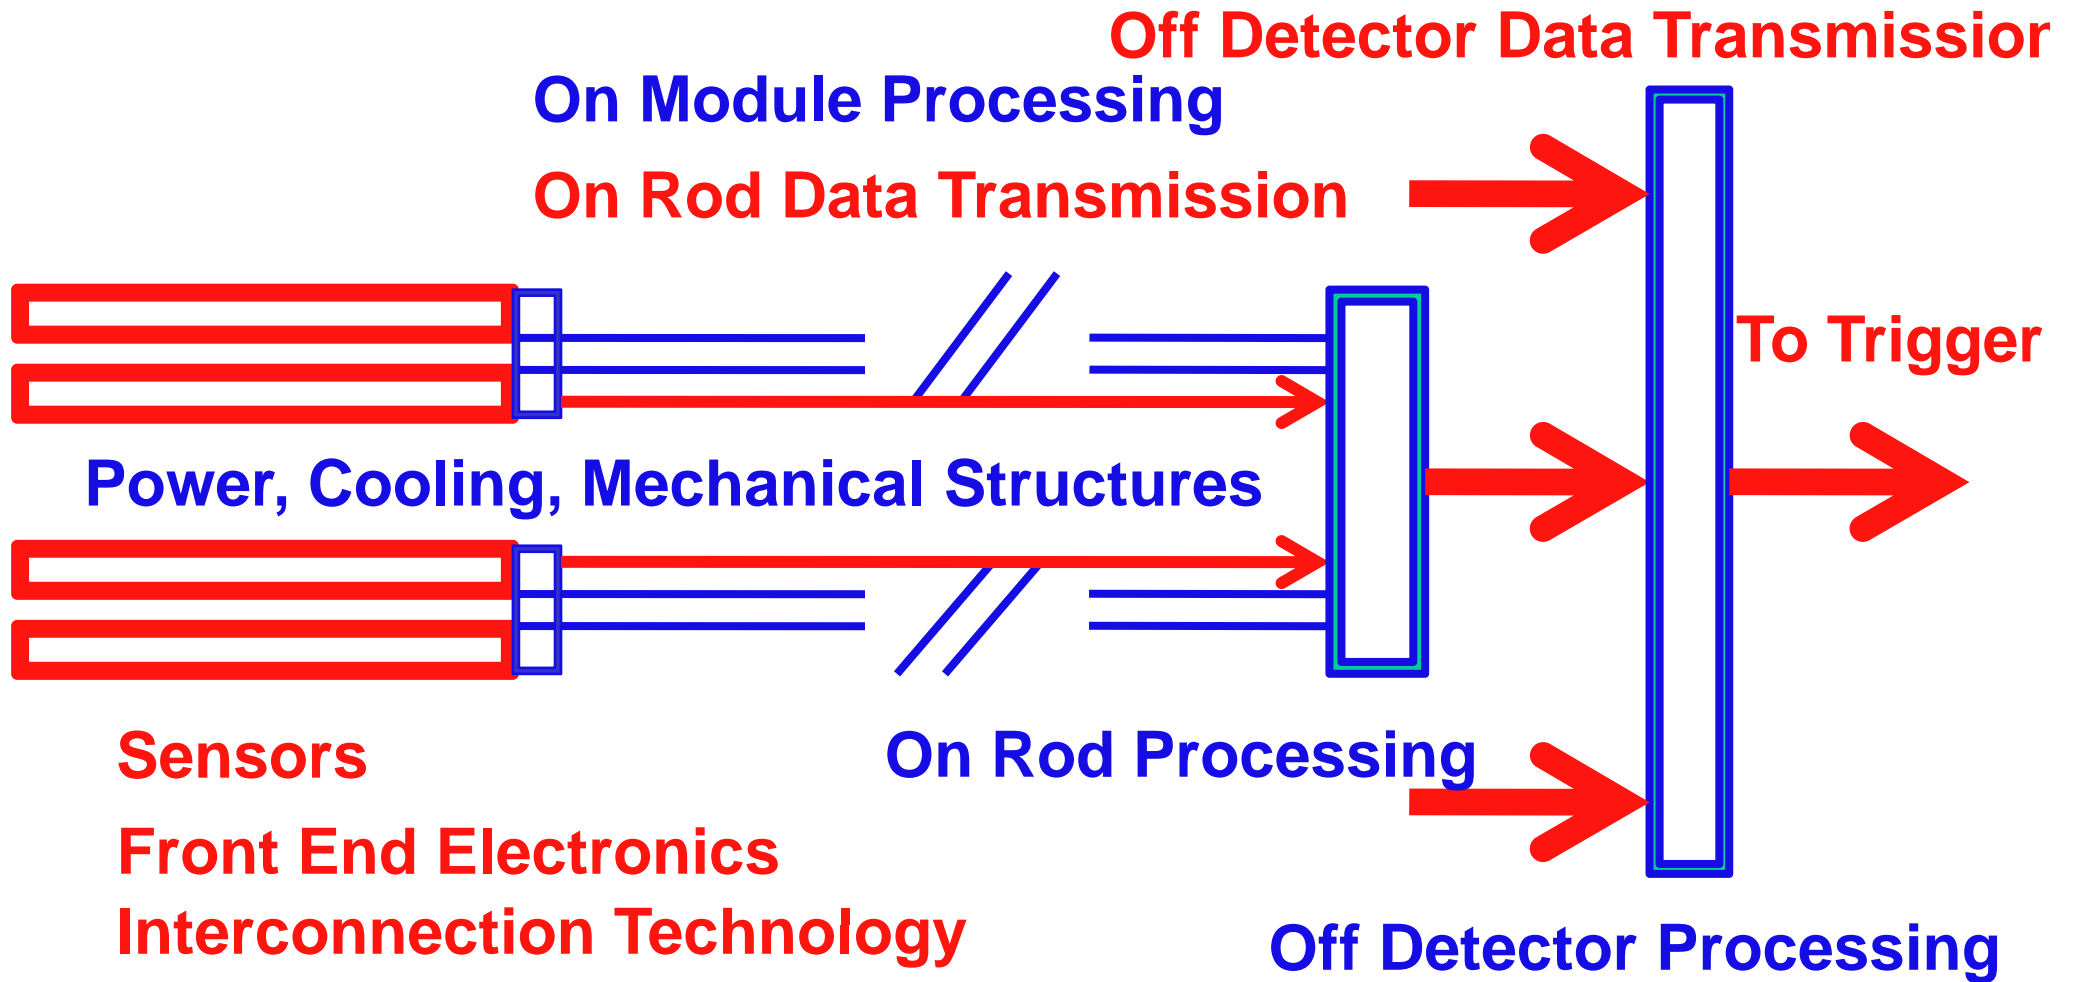 Off Detector Data Transmission
On Module Processing
On Rod Data Transmission
To Trigger
Power, Cooling, Mechanical Structures
Sensors
On Rod Processing
Front End Electronics
Interconnection Technology
Off Detector Processing